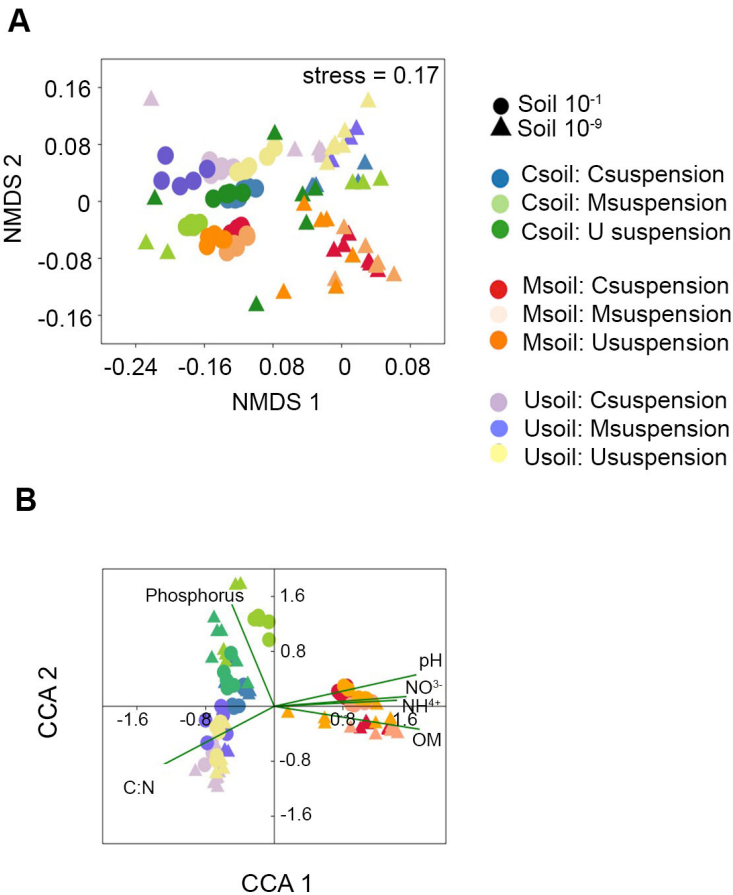 A
stress = 0.17
NMDS 2
0.16
0.08
0
-0.08
-0.16
-0.24 -0.16 0.08 0 0.08
NMDS 1
Soil 10⁻¹
Soil 10⁻⁹
Csoil: Csuspension
Csoil: Msuspension
Csoil: U suspension
Msoil: Csuspension
Msoil: Msuspension
Msoil: Ususpension
Usoil: Csuspension
Usoil: Msuspension
Usoil: Ususpension
B
CCA 2
Phosphorus
1.6
0.8
pH
NO³⁻
NH⁴⁺
-1.6 -0.8 0.8 1.6
OM
-0.8
C:N
-1.6
CCA 1